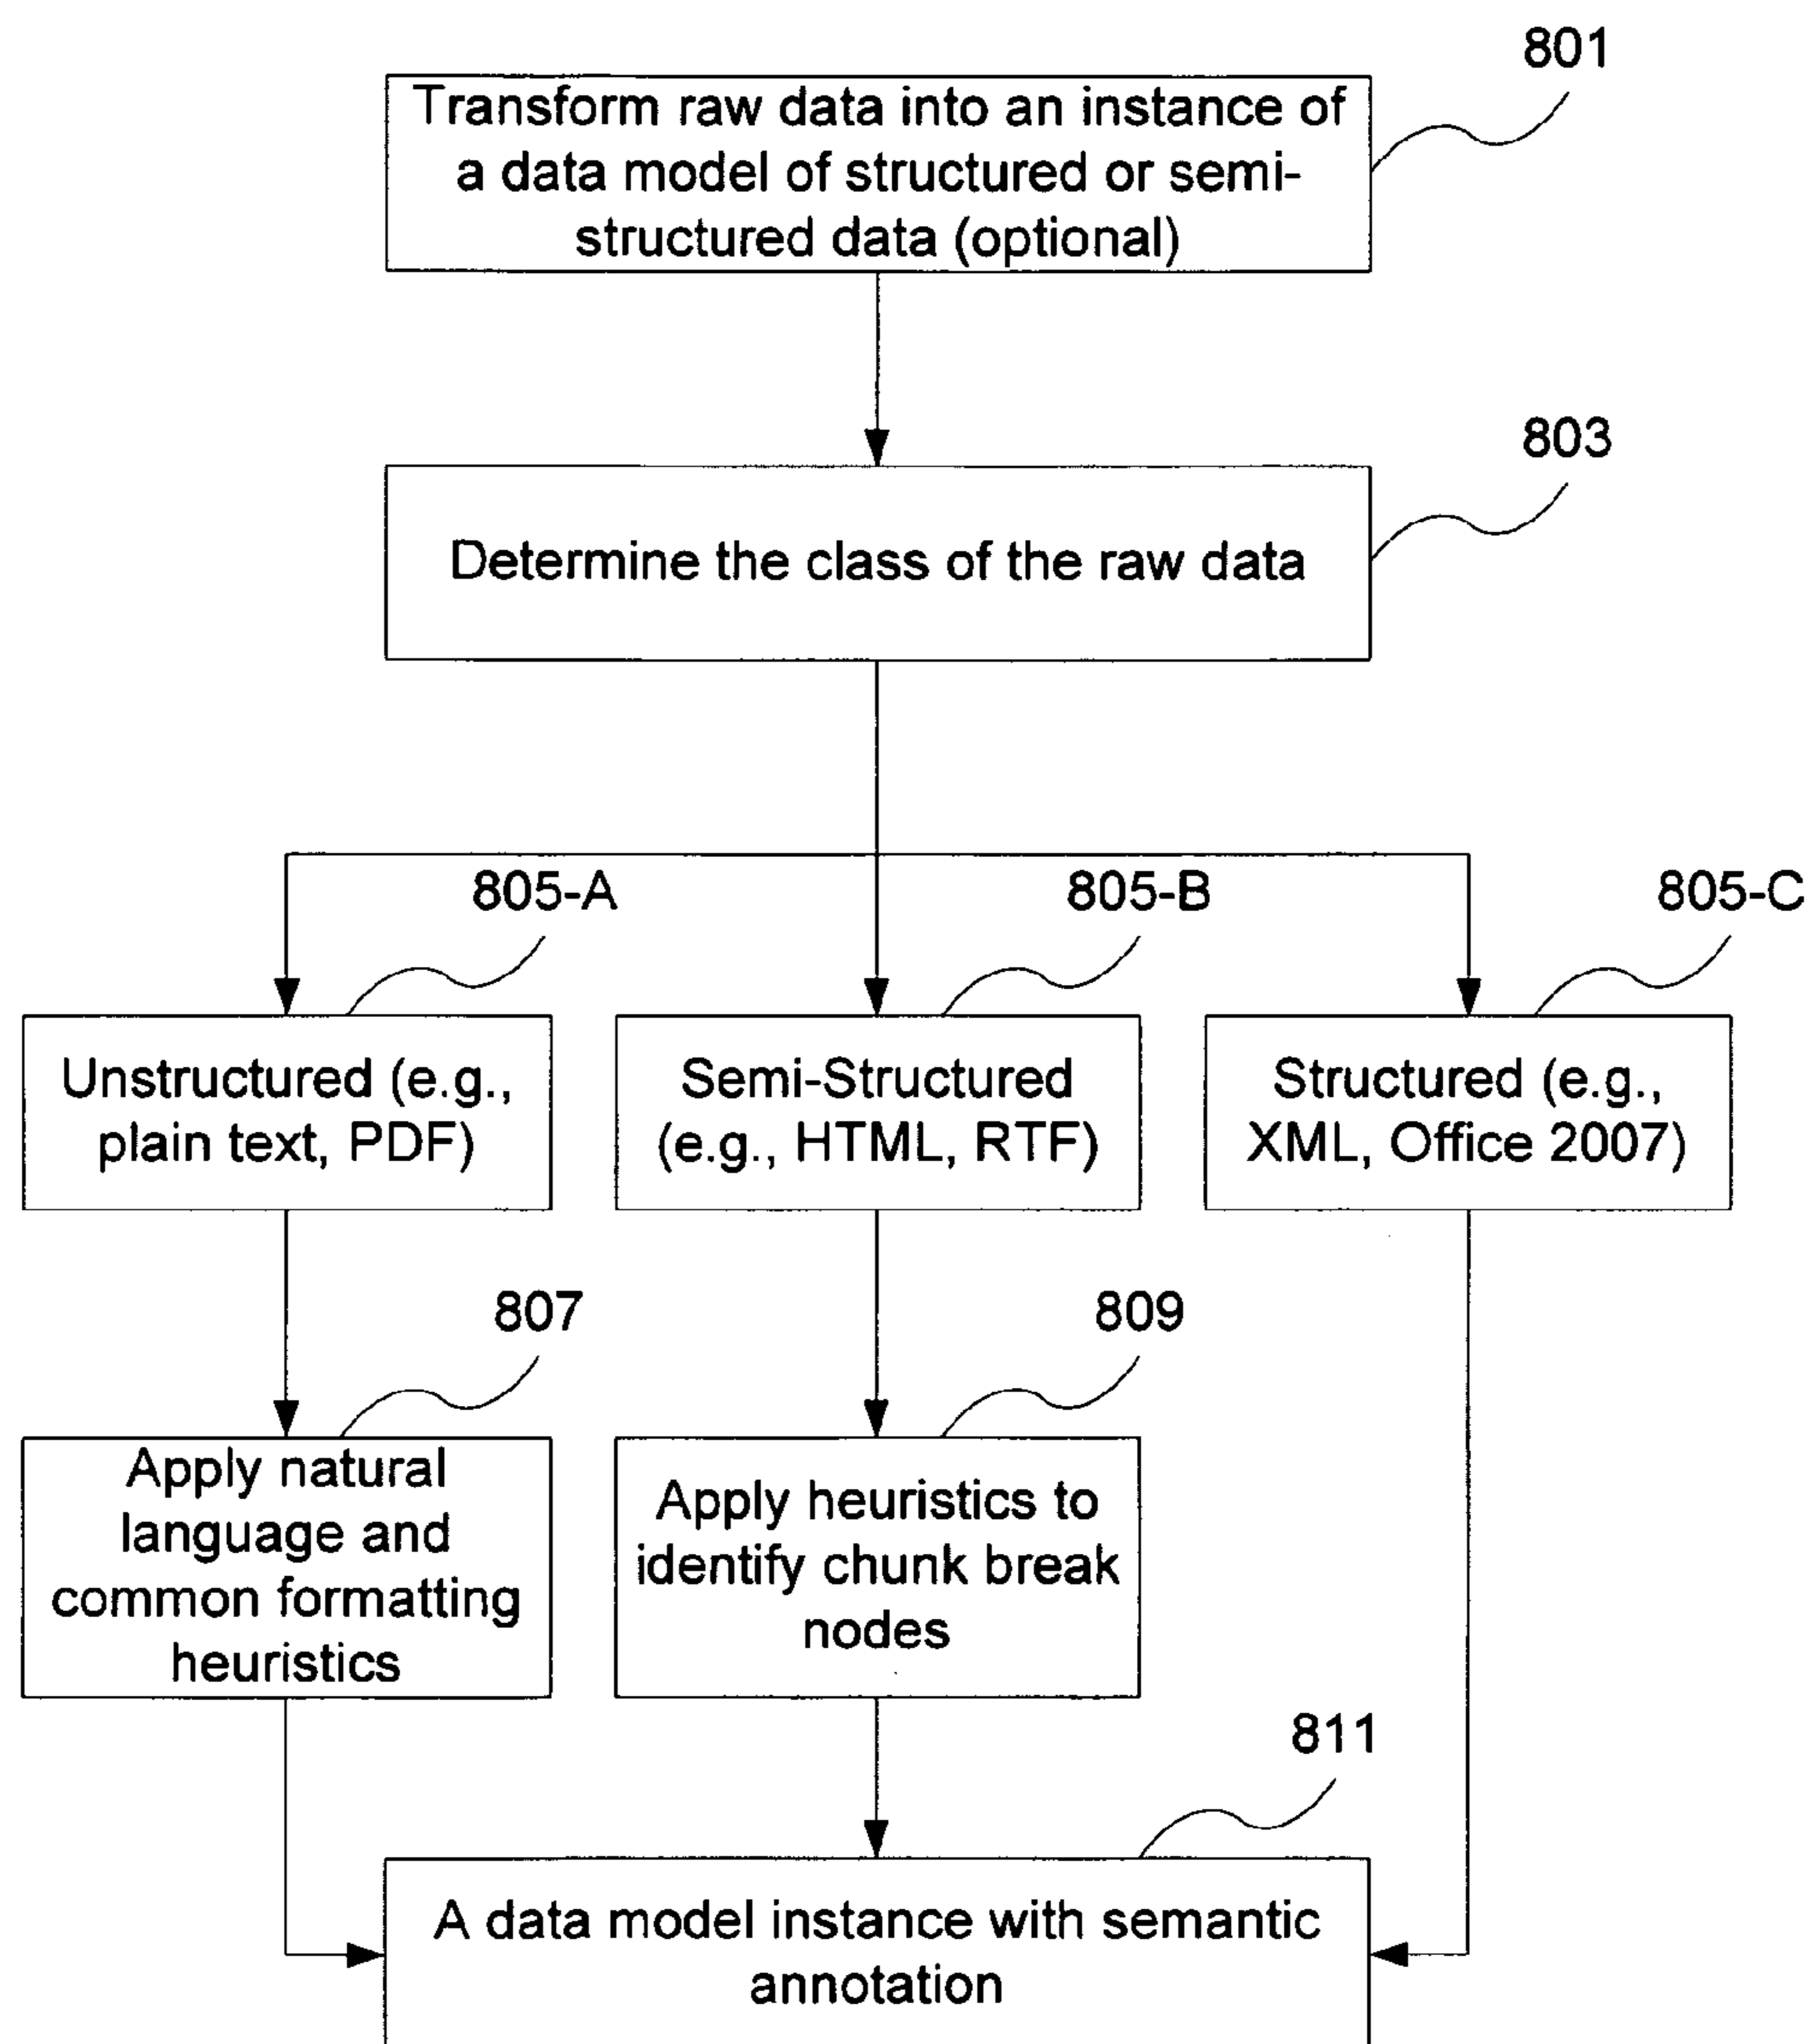 801
Transform raw data into an instance of
a data model of structured or semi-
structured data (optional)
803
Determine the class of the raw data
805-A
805-B
805-C
Unstructured (e.g.,
plain text, PDF)
Semi-Structured
(e.g., HTML, RTF)
Structured (e.g.,
XML, Office 2007)
807
809
Apply natural
language and
common formatting
heuristics
Apply heuristics to
identify chunk break
nodes
811
A data model instance with semantic
annotation